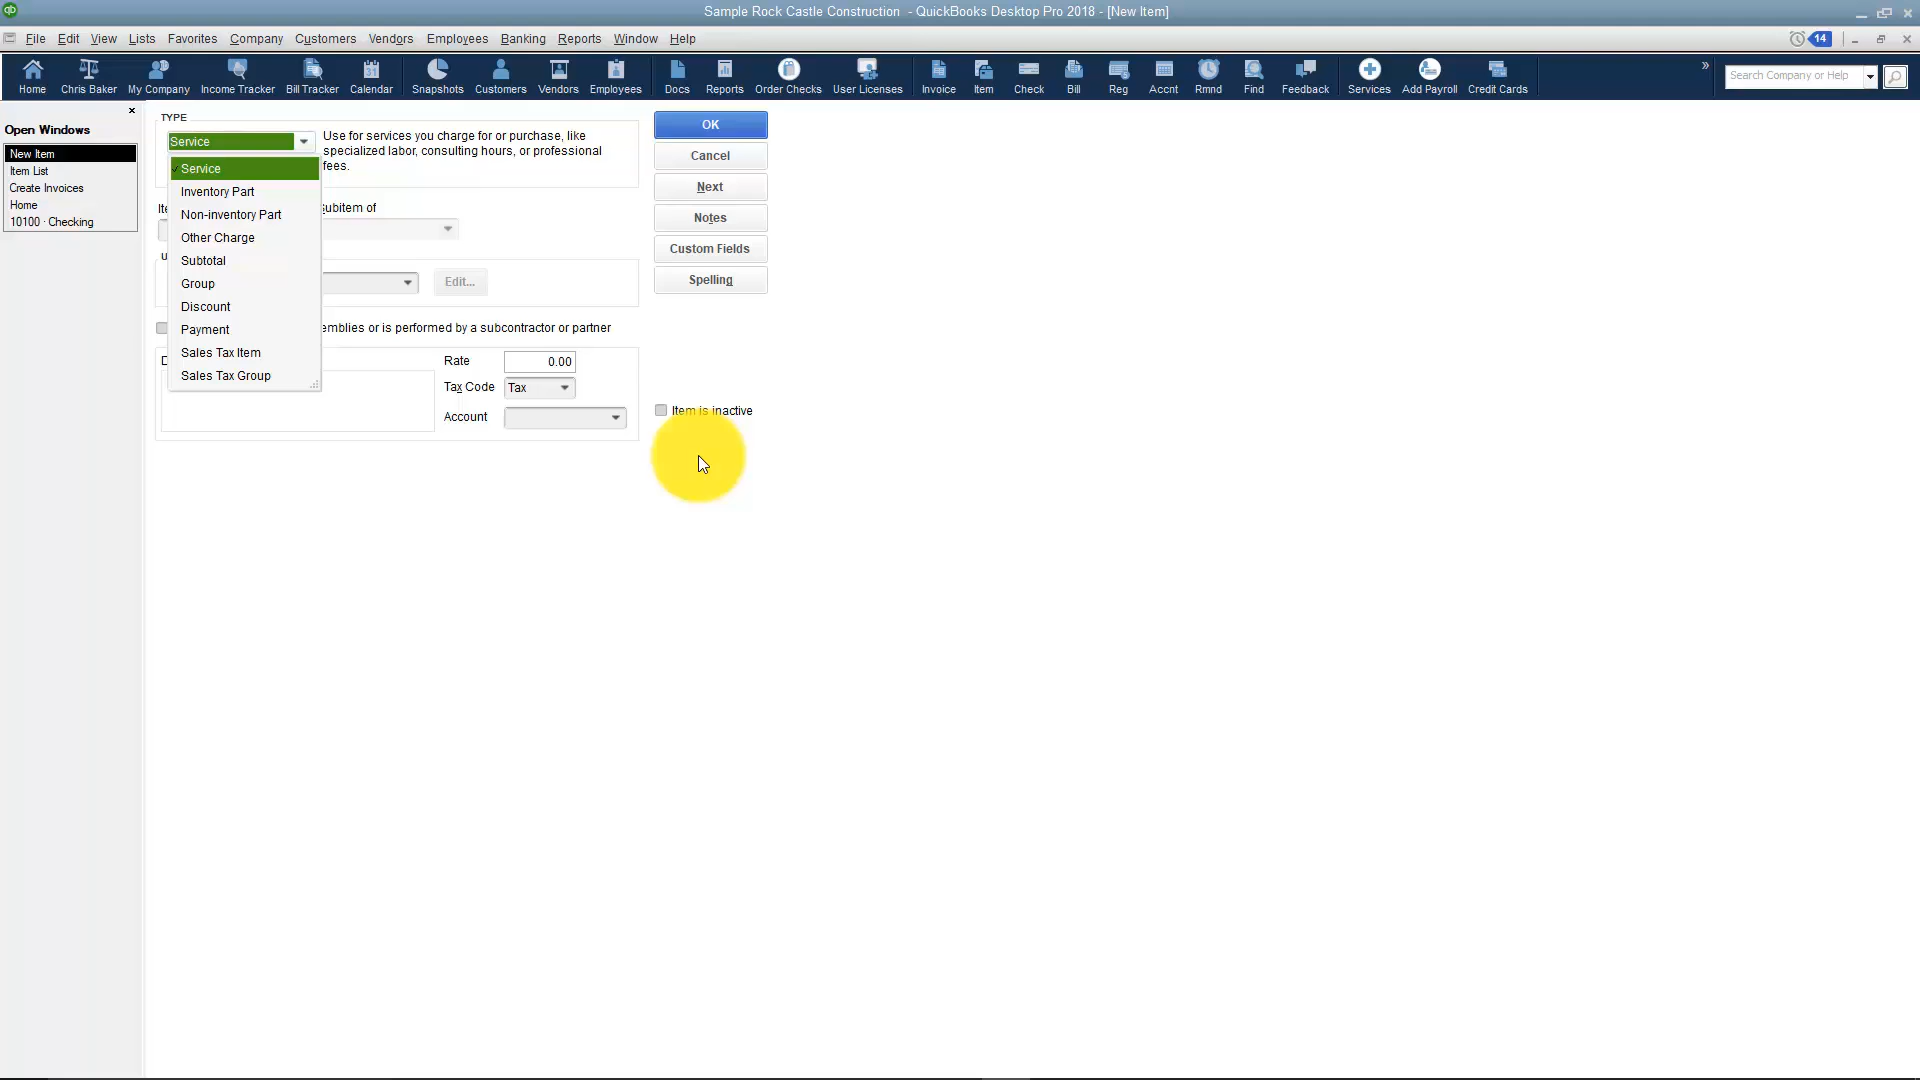 qb
Sample Rock Castle Construction - QuickBooks Desktop Pro 2018 - [New Item]
File Edit View Lists Favorites Company Customers Vendors Employees Banking Reports Window Help
14
Home Chris Baker My Company Income Tracker Bill Tracker Calendar Snapshots Customers Vendors Employees Docs Reports Order Checks User Licenses Invoice Item Check Bill Reg Accnt Rmnd Find Feedback Services Add Payroll Credit Cards
31
Search Company or Help
Open Windows
New Item
Item List
Create Invoices
Home
10100 · Checking
TYPE
Service
Use for services you charge for or purchase, like
specialized labor, consulting hours, or professional
fees.
Service
Inventory Part
Non-inventory Part
Other Charge
Subtotal
Group
Discount
Payment
Sales Tax Item
Sales Tax Group
Ite
ubitem of
U
Edit...
emblies or is performed by a subcontractor or partner
D
Rate 0.00
Tax Code Tax
Account
OK
Cancel
Next
Notes
Custom Fields
Spelling
Item is inactive